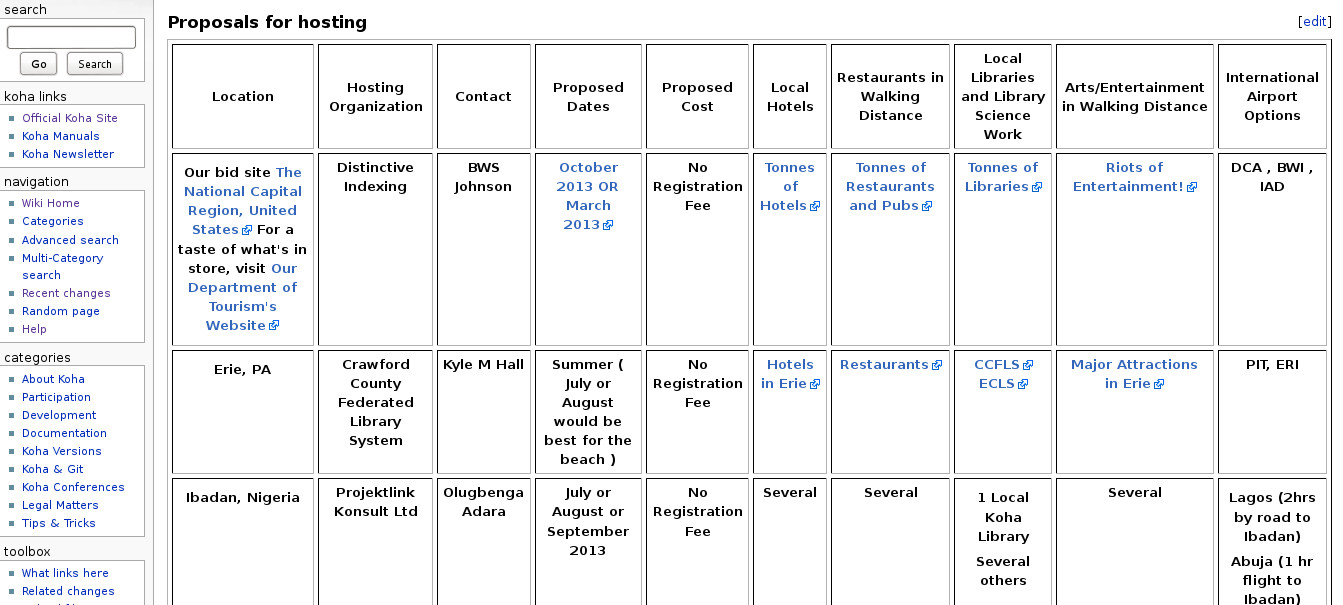 search
Go
Search
koha links
Official Koha Site
Koha Manuals
Koha Newsletter
navigation
Wiki Home
Categories
Advanced search
Multi-Category
search
Recent changes
Random page
Help
categories
About Koha
Participation
Development
Documentation
Koha Versions
Koha & Git
Koha Conferences
Legal Matters
Tips & Tricks
toolbox
What links here
Related changes
Proposals for hosting
[edit]
Location
Hosting
Organization
Contact
Proposed
Dates
Proposed
Cost
Local
Hotels
Restaurants in
Walking
Distance
Local
Libraries
and Library
Science
Work
Arts/Entertainment
in Walking Distance
International
Airport
Options
Our bid site The
National Capital
Region, United
States For a
taste of what's in
store, visit Our
Department of
Tourism's
Website
Distinctive
Indexing
BWS
Johnson
October
2013 OR
March
2013
No
Registration
Fee
Tonnes
of
Hotels
Tonnes of
Restaurants
and Pubs
Tonnes of
Libraries
Riots of
Entertainment!
DCA , BWI ,
IAD
Erie, PA
Crawford
County
Federated
Library
System
Kyle M Hall
Summer (
July or
August
would be
best for the
beach )
No
Registration
Fee
Hotels
in Erie
Restaurants
CCFLS
ECLS
Major Attractions
in Erie
PIT, ERI
Ibadan, Nigeria
Projektlink
Konsult Ltd
Olugbenga
Adara
July or
August or
September
2013
No
Registration
Fee
Several
Several
1 Local
Koha
Library
Several
others
Several
Lagos (2hrs
by road to
Ibadan)
Abuja (1 hr
flight to
Ibadan)